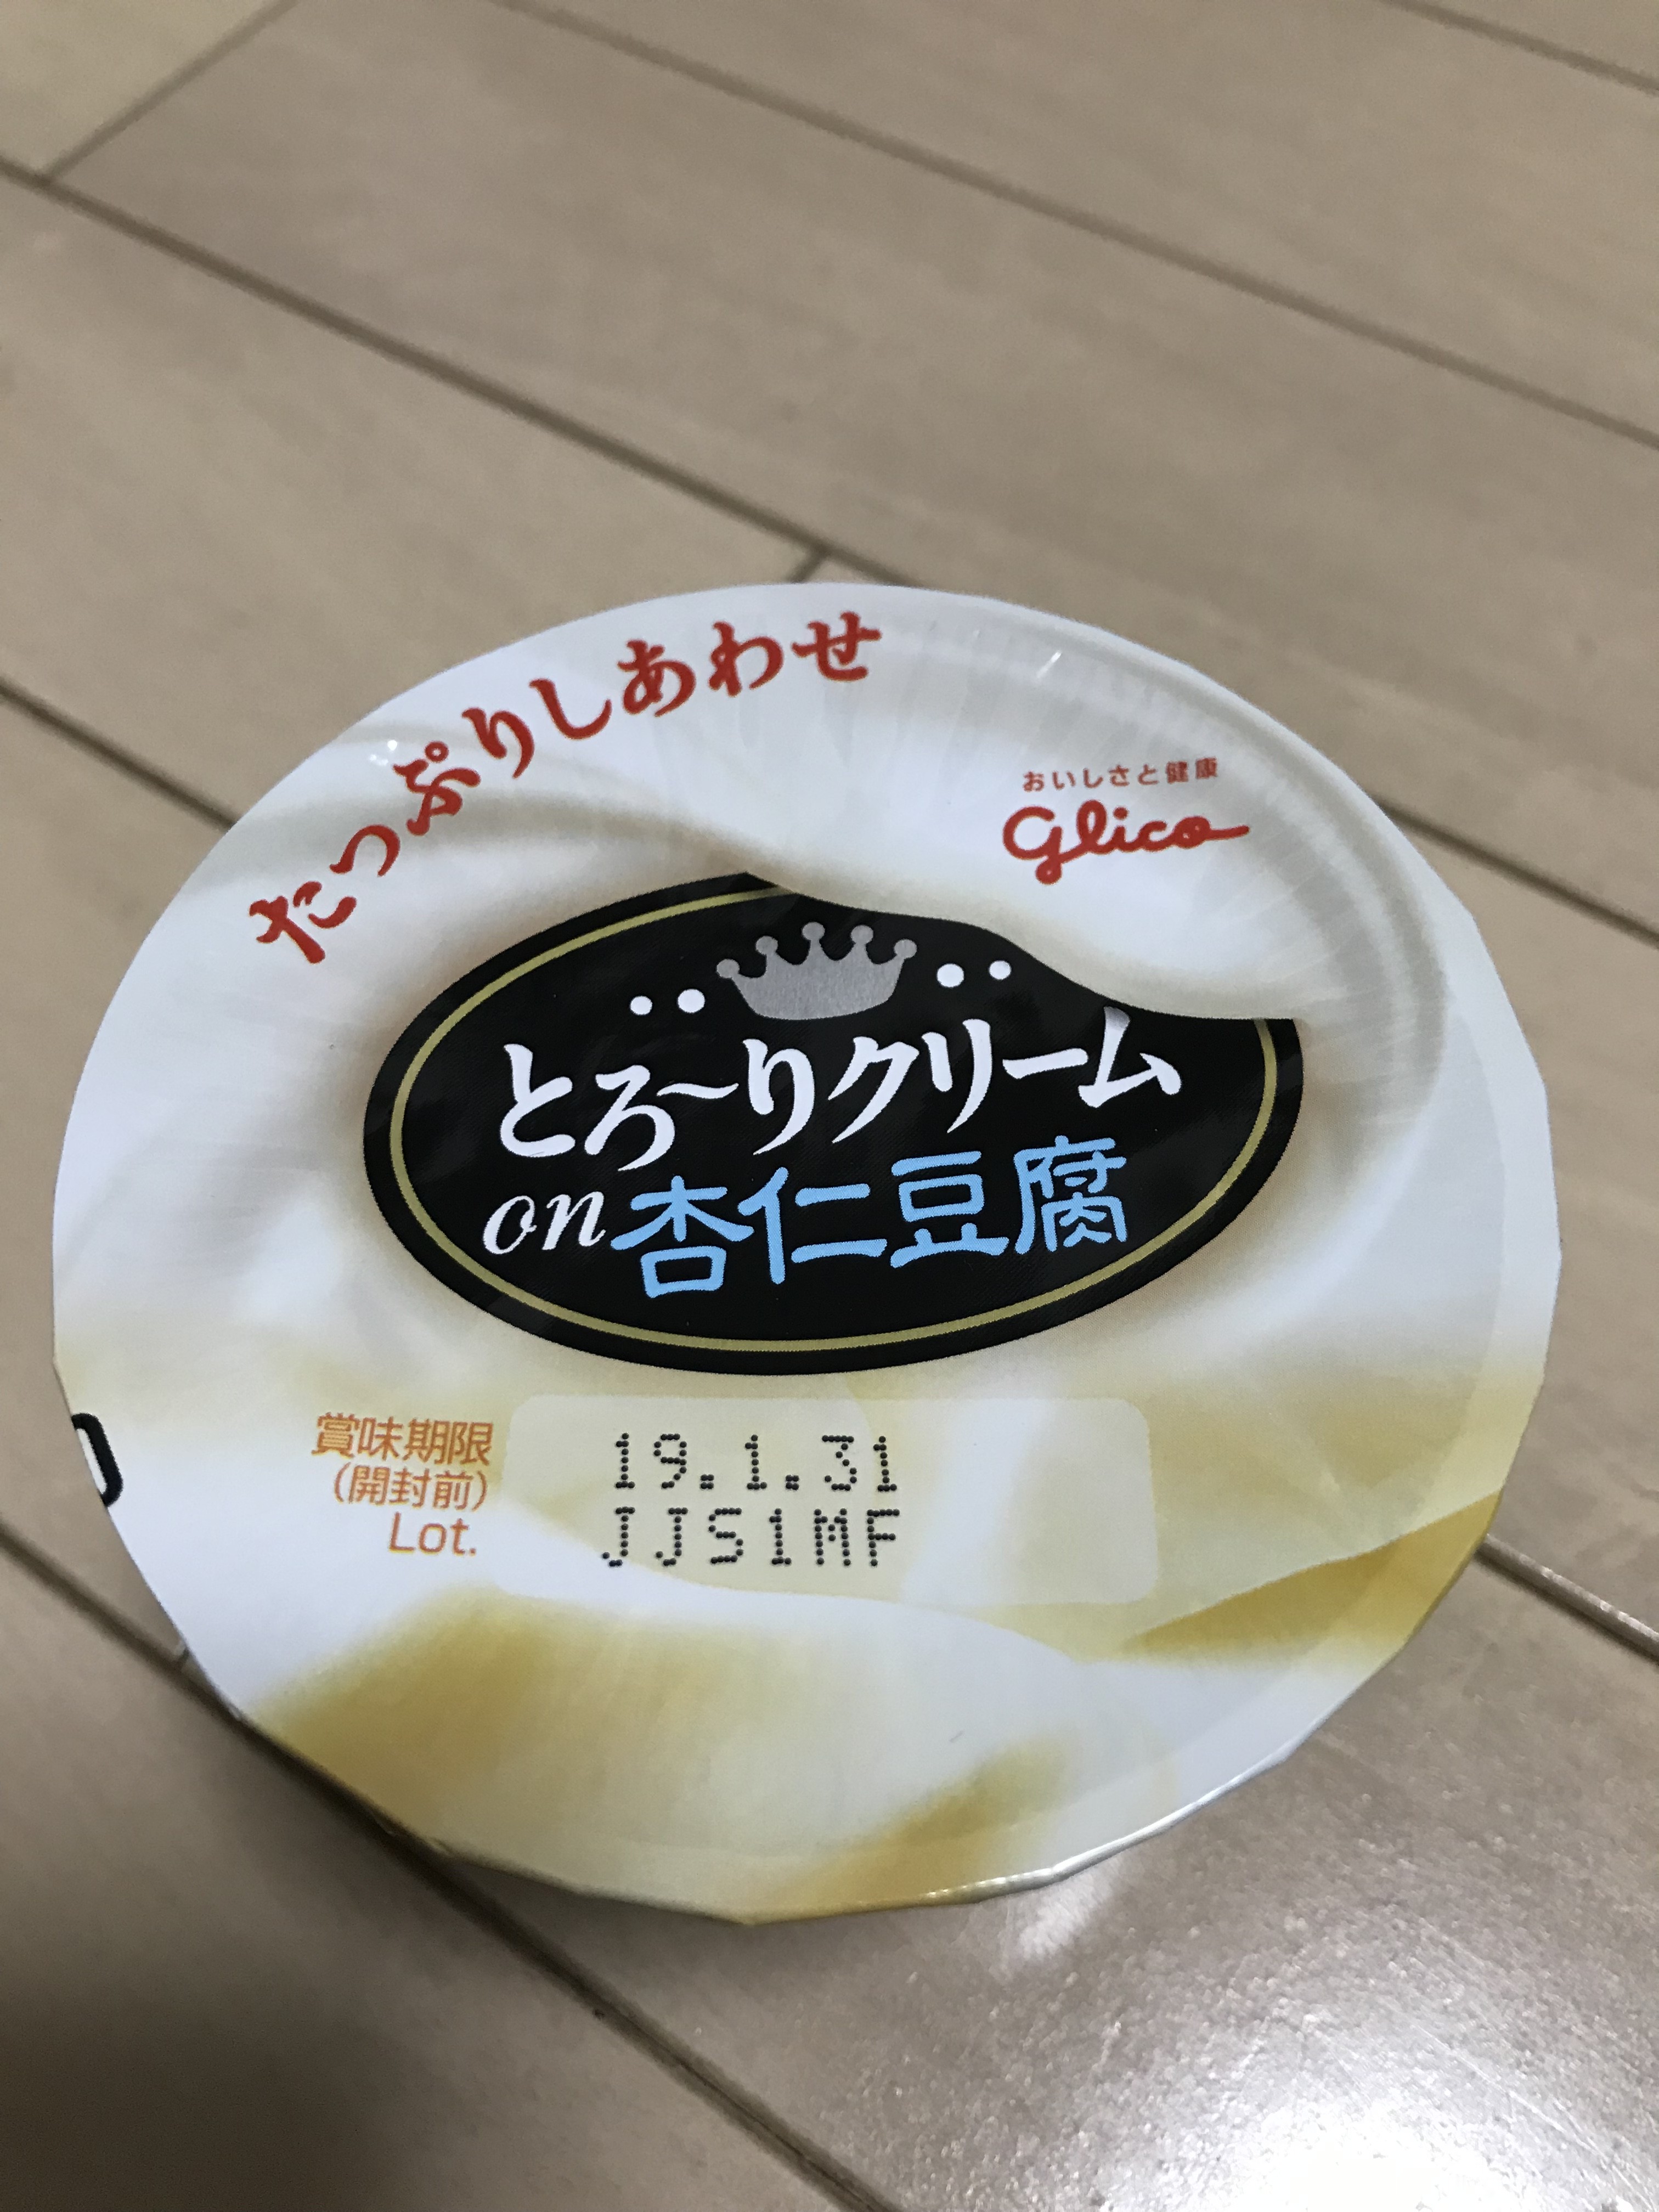 たっぷりしあわせ
おいしさと健康
glico
とろ〜りクリーム
on杏仁豆腐
賞味期限
(開封前)
Lot.
19.1.31
JJS1MF